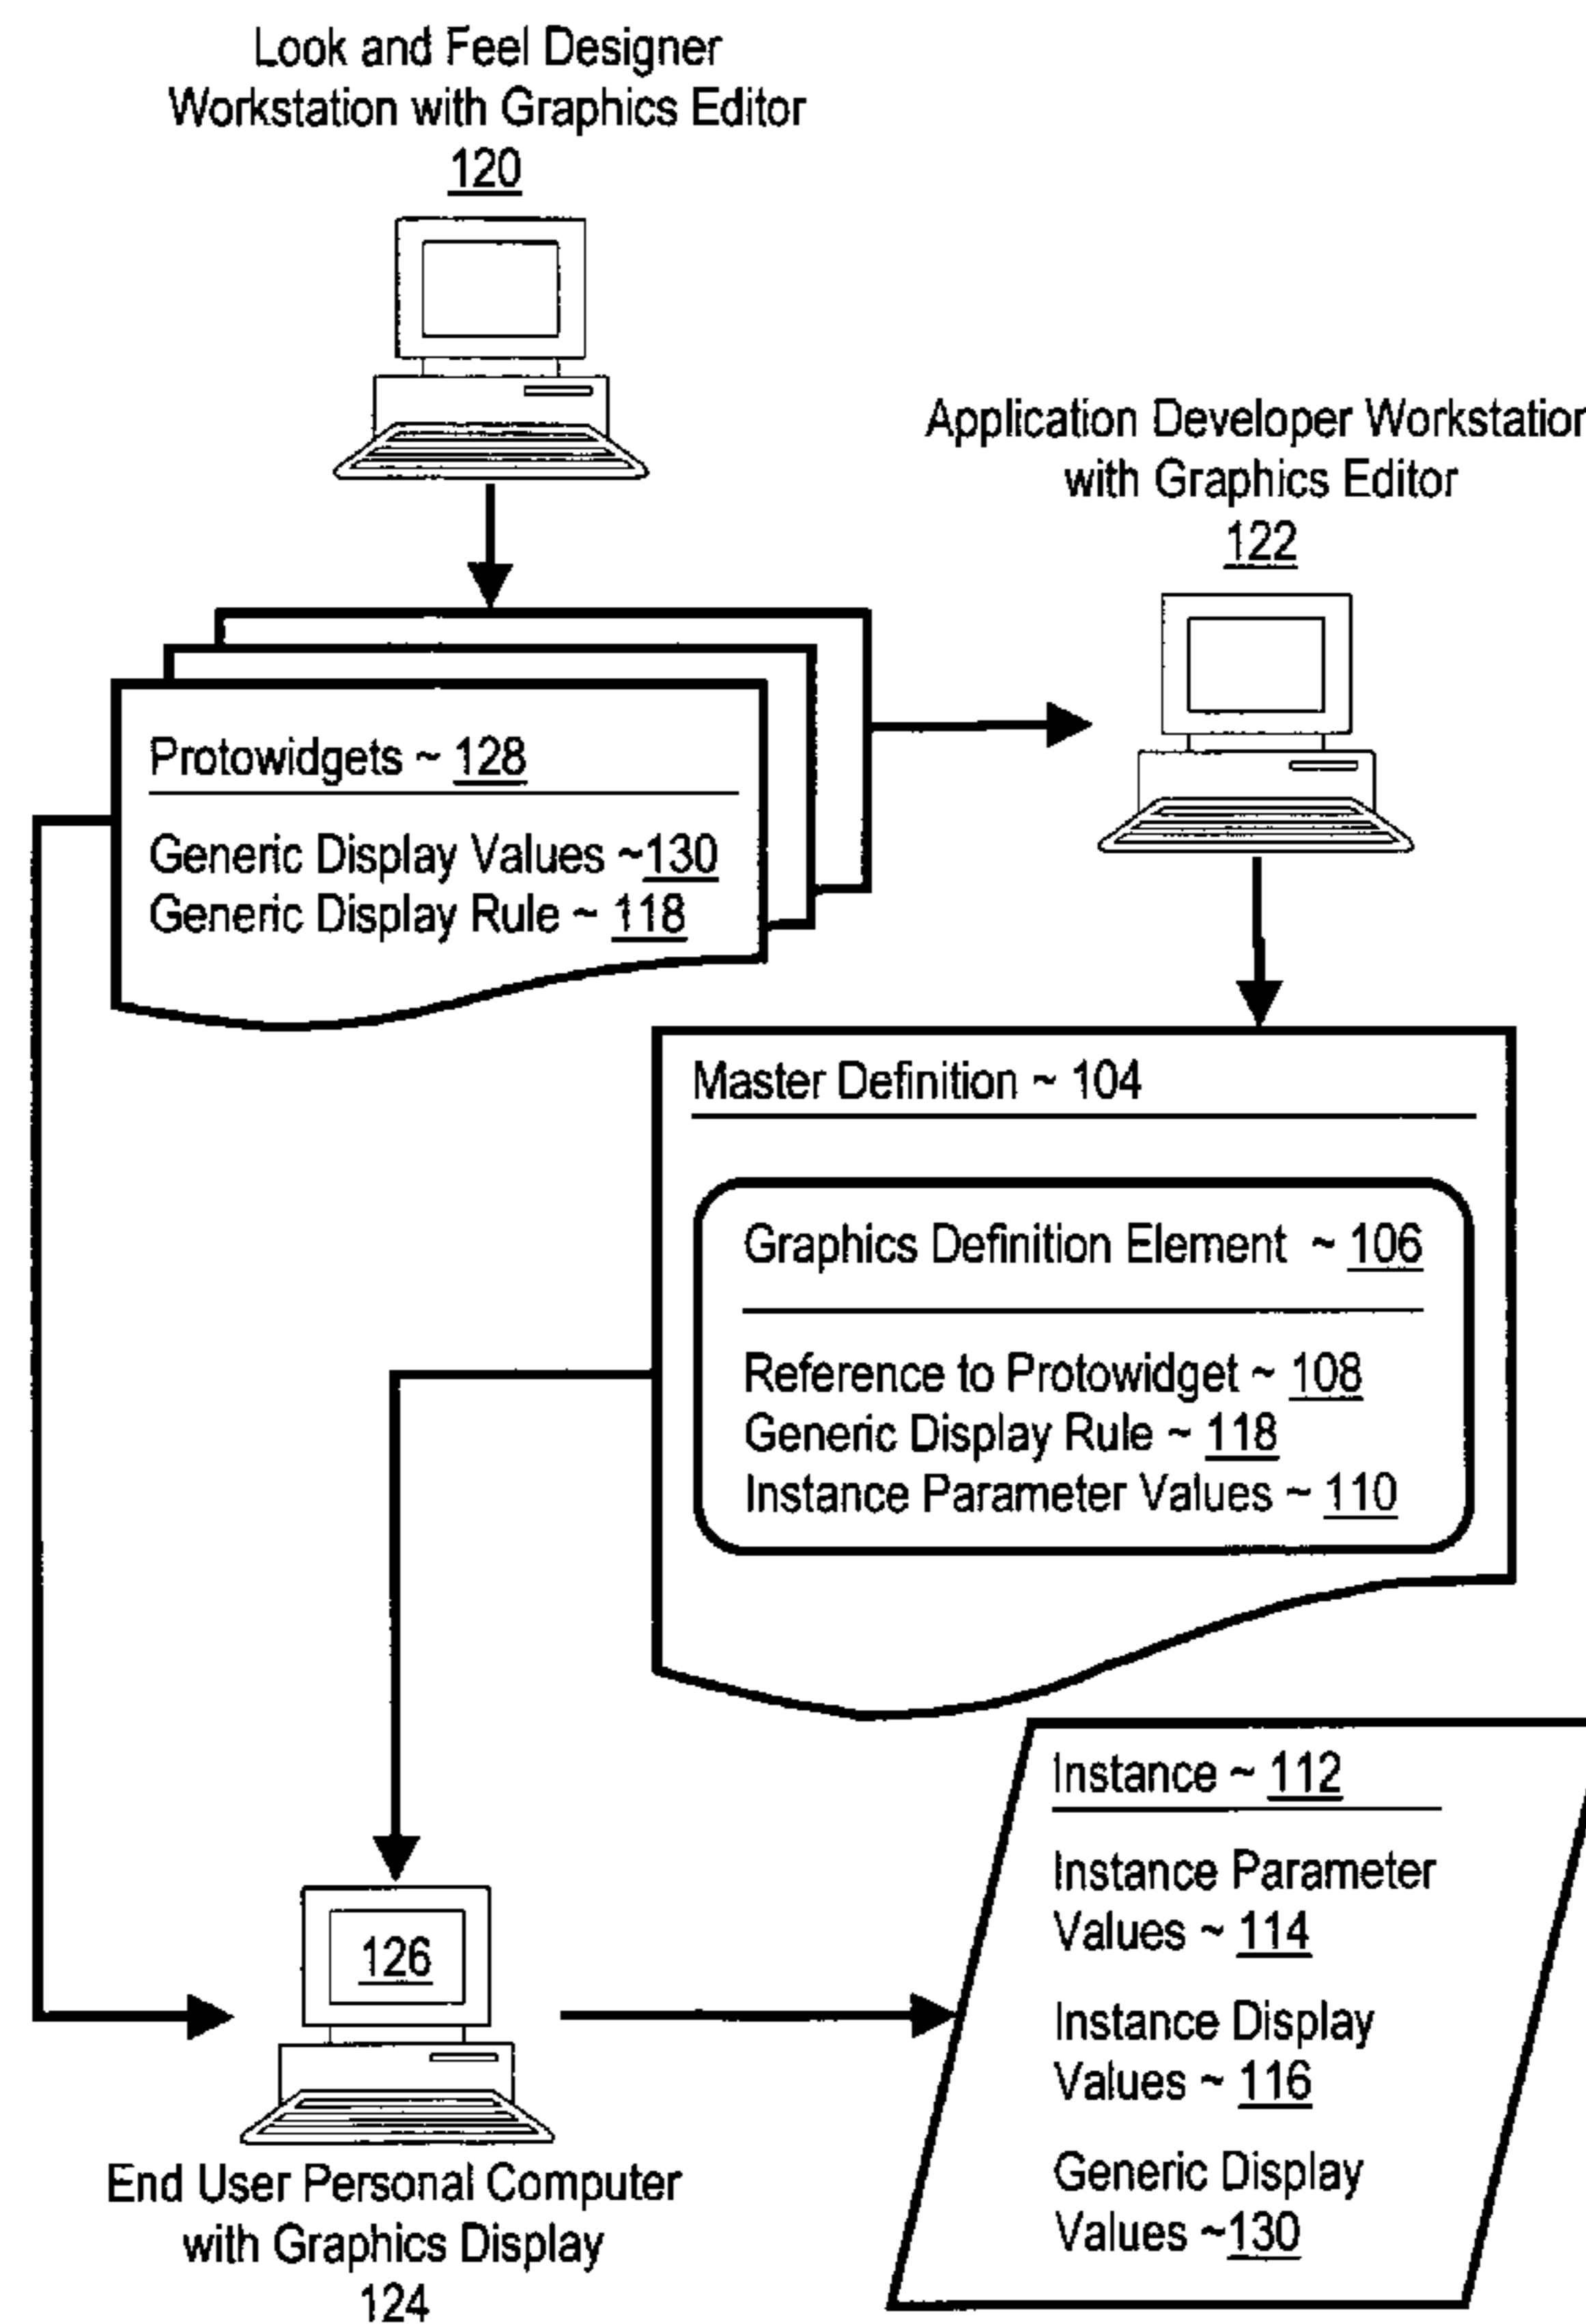 Look and Feel Designer
Workstation with Graphics Editor
120
Application Developer Workstation
with Graphics Editor
122
Protowidgets ~ 128
Generic Display Values ~130
Generic Display Rule ~ 118
Master Definition ~ 104
Graphics Definition Element ~ 106
Reference to Protowidget ~ 108
Generic Display Rule ~ 118
Instance Parameter Values ~ 110
Instance ~ 112
Instance Parameter
Values ~ 114
Instance Display
Values ~ 116
Generic Display
Values ~130
126
End User Personal Computer
with Graphics Display
124